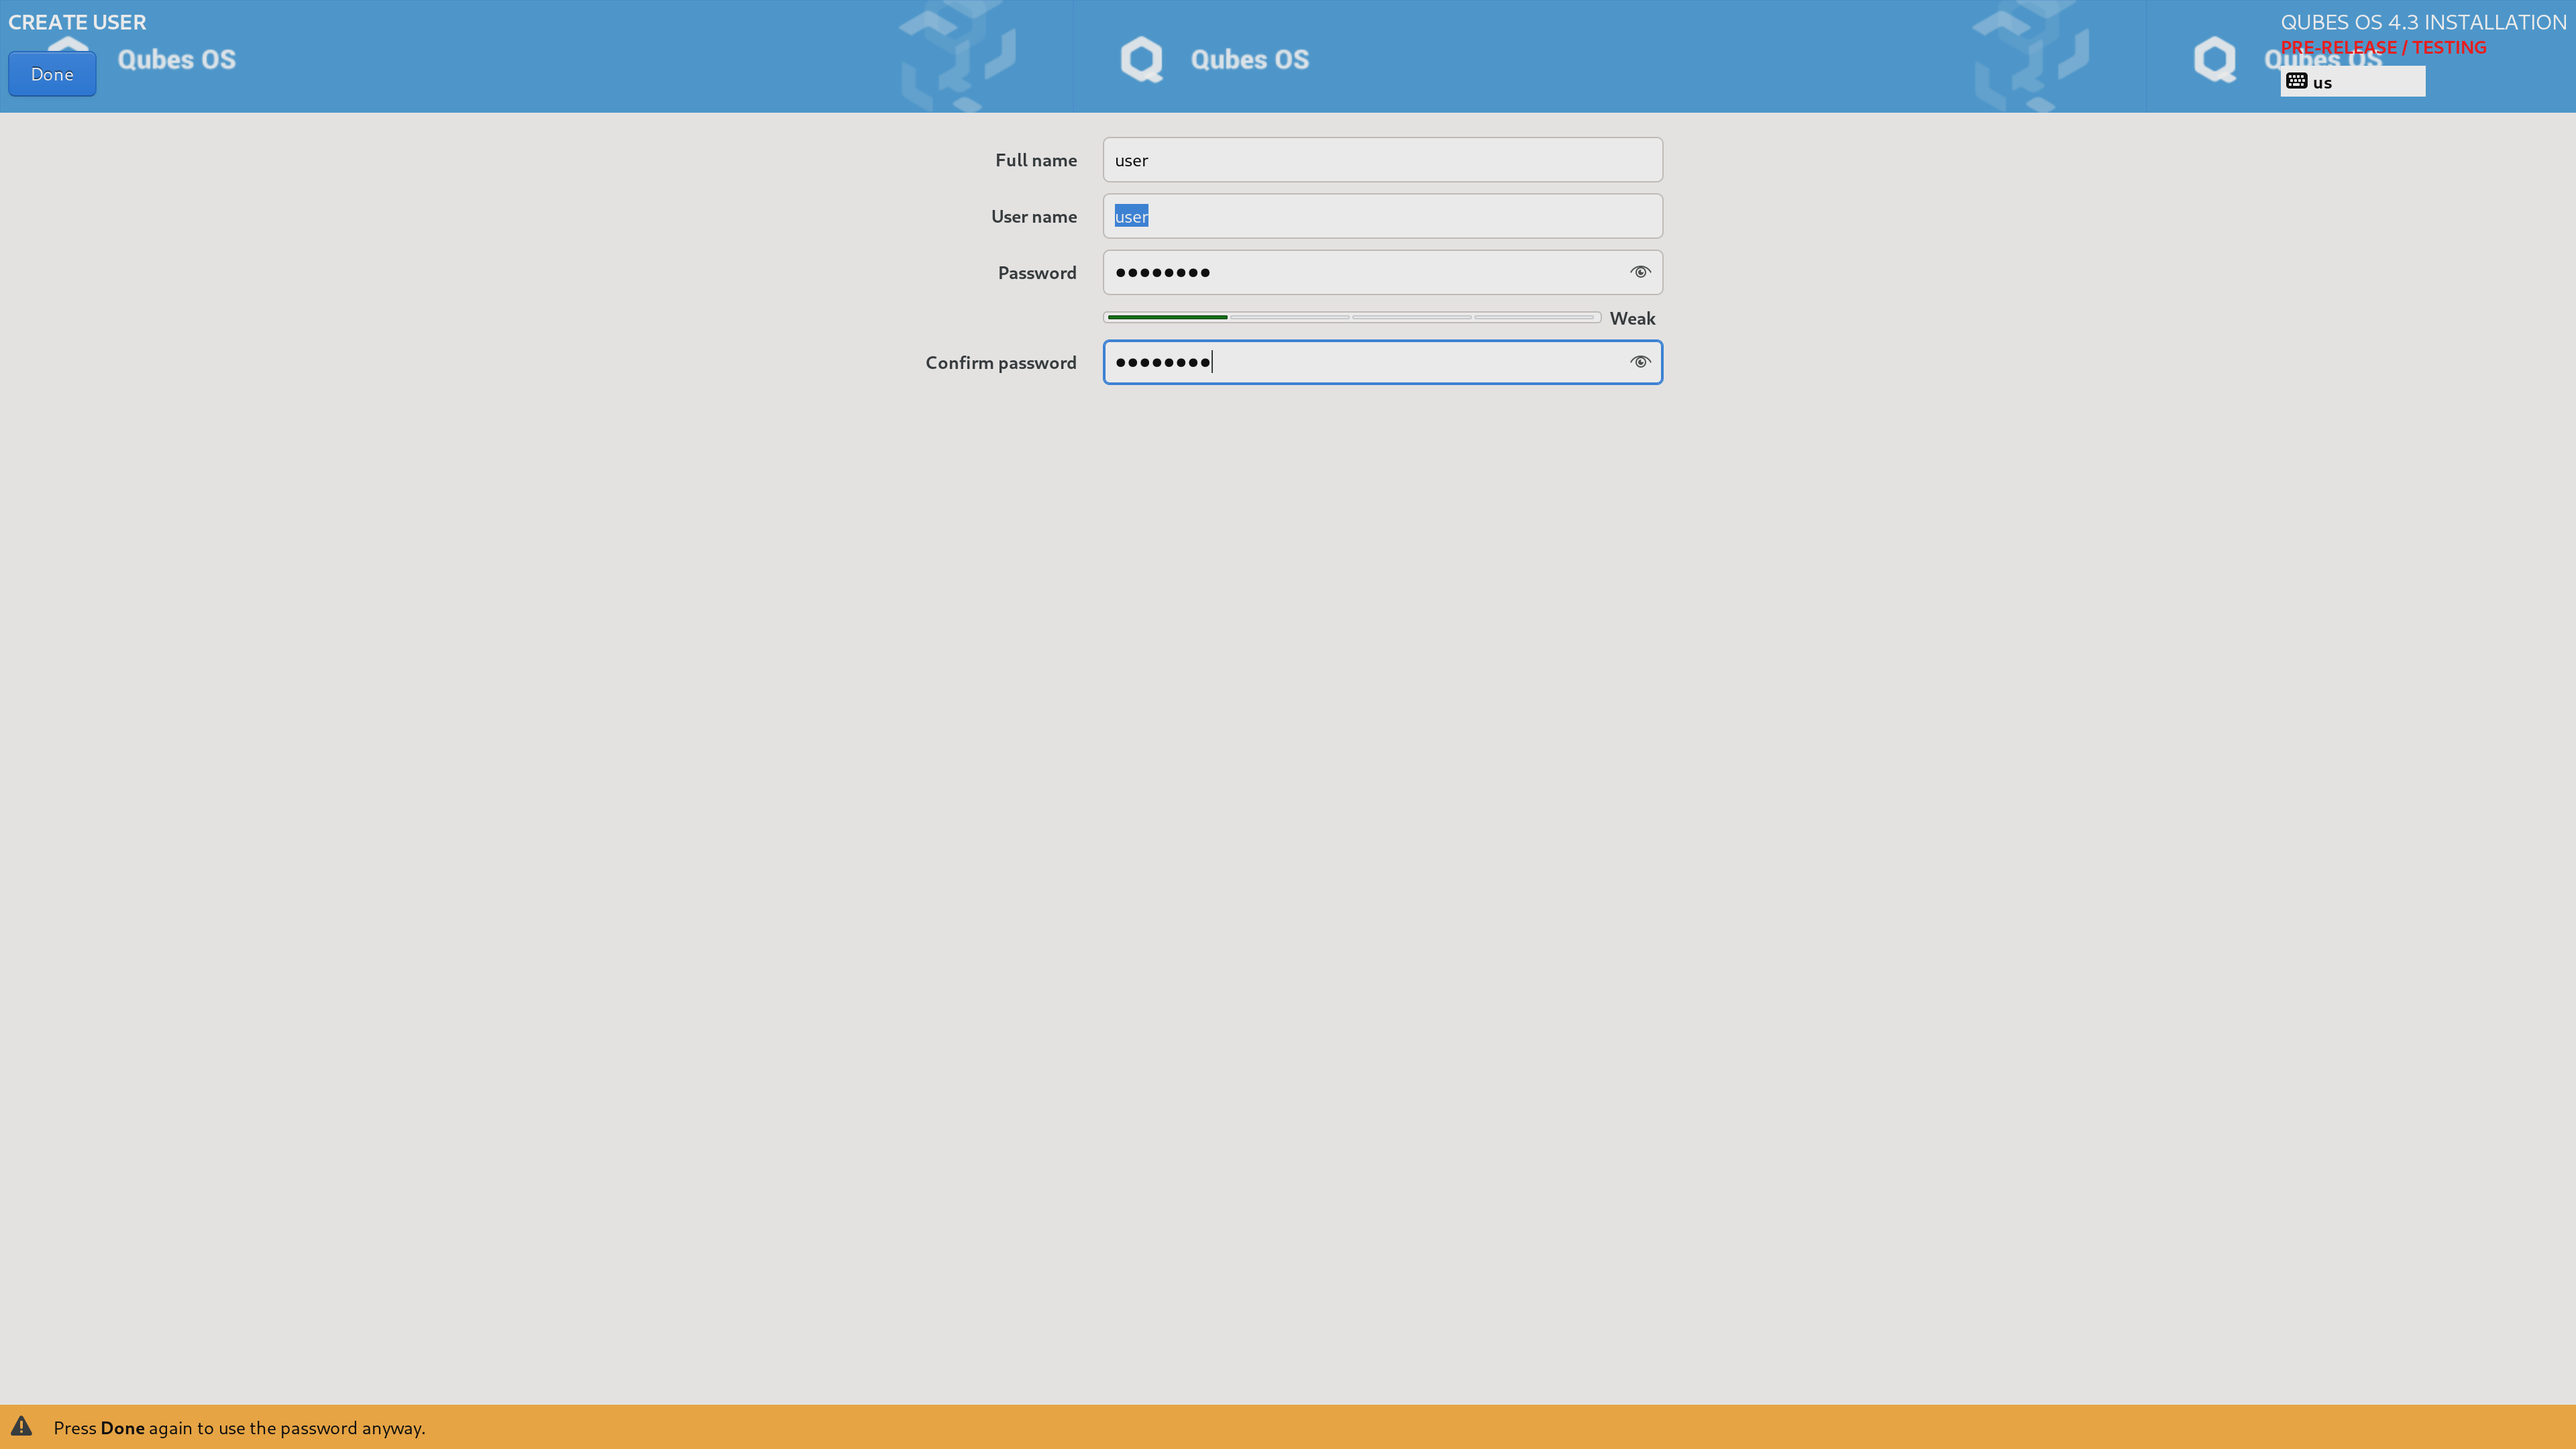 CREATE USER
Done
Qubes OS
Qubes OS
Qubes OS
QUBES OS 4.3 INSTALLATION
PRE-RELEASE / TESTING
us
Full name
user
User name
user
Password
Weak
Confirm password
Press Done again to use the password anyway.